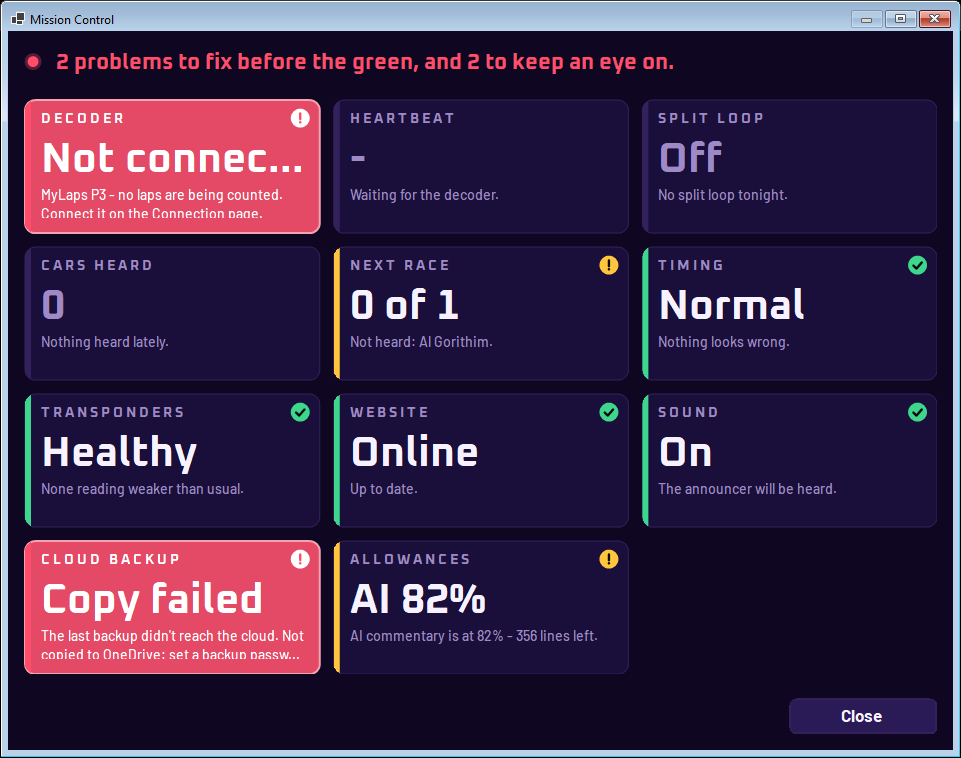 Mission Control
2 problems to fix before the green, and 2 to keep an eye on.
DECODER
Not connec...
MyLaps P3 - no laps are being counted.
Connect it on the Connection page.
HEARTBEAT
-
Waiting for the decoder.
SPLIT LOOP
Off
No split loop tonight.
CARS HEARD
0
Nothing heard lately.
NEXT RACE
0 of 1
Not heard: Al Gorithim.
TIMING
Normal
Nothing looks wrong.
TRANSPONDERS
Healthy
None reading weaker than usual.
WEBSITE
Online
Up to date.
SOUND
On
The announcer will be heard.
CLOUD BACKUP
Copy failed
The last backup didn't reach the cloud. Not
copied to OneDrive: set a backup passw...
ALLOWANCES
AI 82%
AI commentary is at 82% - 356 lines left.
Close